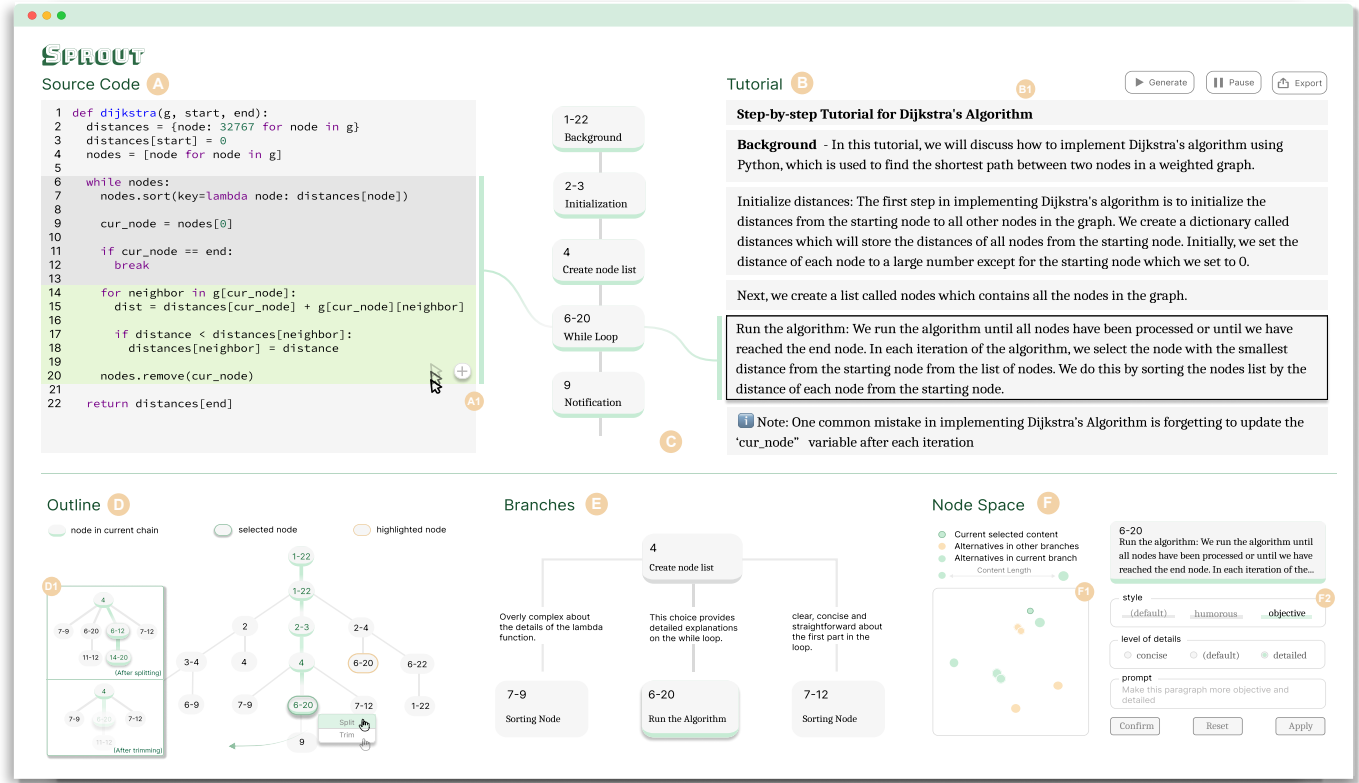 SPROUT
Source Code A
1 def dijkstra(g, start, end):
2 distances = {node: 32767 for node in g}
3 distances[start] = 0
4 nodes = [node for node in g]
5
6 while nodes:
7 nodes.sort(key=lambda node: distances[node])
8
9 cur_node = nodes[0]
10
11 if cur_node == end:
12 break
13
14 for neighbor in g[cur_node]:
15 dist = distances[cur_node] + g[cur_node][neighbor]
16
17 if distance < distances[neighbor]:
18 distances[neighbor] = distance
19
20 nodes.remove(cur_node)
21
22 return distances[end]
A1
1-22
Background
2-3
Initialization
4
Create node list
6-20
While Loop
9
Notification
C
Tutorial B
B1
Generate
Pause
Export
Step-by-step Tutorial for Dijkstra's Algorithm
Background - In this tutorial, we will discuss how to implement Dijkstra's algorithm using
Python, which is used to find the shortest path between two nodes in a weighted graph.
Initialize distances: The first step in implementing Dijkstra's algorithm is to initialize the
distances from the starting node to all other nodes in the graph. We create a dictionary called
distances which will store the distances of all nodes from the starting node. Initially, we set the
distance of each node to a large number except for the starting node which we set to 0.
Next, we create a list called nodes which contains all the nodes in the graph.
Run the algorithm: We run the algorithm until all nodes have been processed or until we have
reached the end node. In each iteration of the algorithm, we select the node with the smallest
distance from the starting node from the list of nodes. We do this by sorting the nodes list by the
distance of each node from the starting node.
Note: One common mistake in implementing Dijkstra's Algorithm is forgetting to update the
‘cur_node” variable after each iteration
Outline D
node in current chain
selected node
highlighted node
D1
4
7-9 6-20 6-12 7-12
11-12 14-20
(After splitting)
4
7-9 6-20 7-12
11-12
(After trimming)
1-22
1-22
2 2-3 2-4
3-4 4 4 6-20 6-22
6-9 7-9 6-20 7-12 1-22
Split
Trim
9
Branches E
4
Create node list
Overly complex about
the details of the lambda
function.
This choice provides
detailed explanations
on the while loop.
clear, concise and
straightforward about
the first part in the
loop.
7-9
Sorting Node
6-20
Run the Algorithm
7-12
Sorting Node
Node Space F
Current selected content
Alternatives in other branches
Alternatives in current branch
Content Length
F1
6-20
Run the algorithm: We run the algorithm until
all nodes have been processed or until we have
reached the end node. In each iteration of the...
F2
style
(default) humorous objective
level of details
concise (default) detailed
prompt
Make this paragraph more objective and
detailed
Confirm
Reset
Apply